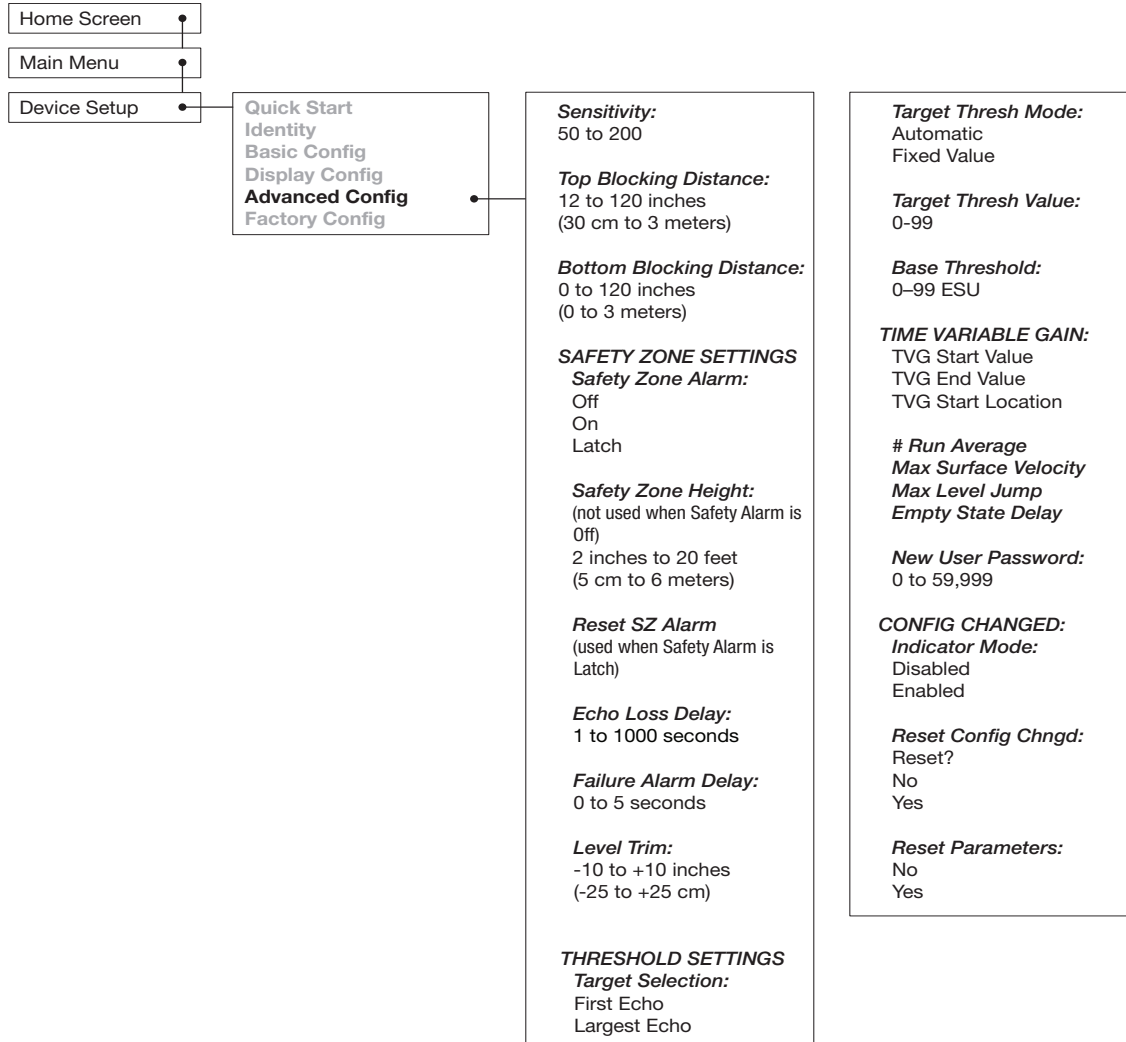 Home Screen
Main Menu
Device Setup
Quick Start
Identity
Basic Config
Display Config
Advanced Config
Factory Config
Sensitivity:
50 to 200
Top Blocking Distance:
12 to 120 inches
(30 cm to 3 meters)
Bottom Blocking Distance:
0 to 120 inches
(0 to 3 meters)
SAFETY ZONE SETTINGS
Safety Zone Alarm:
Off
On
Latch
Safety Zone Height:
(not used when Safety Alarm is
Off)
2 inches to 20 feet
(5 cm to 6 meters)
Reset SZ Alarm
(used when Safety Alarm is
Latch)
Echo Loss Delay:
1 to 1000 seconds
Failure Alarm Delay:
0 to 5 seconds
Level Trim:
-10 to +10 inches
(-25 to +25 cm)
THRESHOLD SETTINGS
Target Selection:
First Echo
Largest Echo
Target Thresh Mode:
Automatic
Fixed Value
Target Thresh Value:
0-99
Base Threshold:
0–99 ESU
TIME VARIABLE GAIN:
TVG Start Value
TVG End Value
TVG Start Location
# Run Average
Max Surface Velocity
Max Level Jump
Empty State Delay
New User Password:
0 to 59,999
CONFIG CHANGED:
Indicator Mode:
Disabled
Enabled
Reset Config Chngd:
Reset?
No
Yes
Reset Parameters:
No
Yes